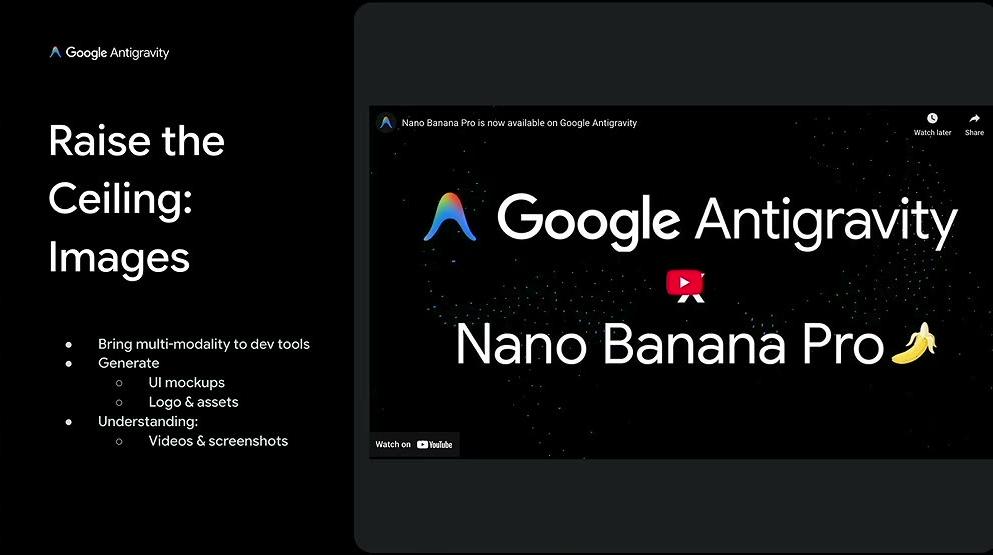 Google Antigravity
Raise the
Ceiling:
Images
● Bring multi-modality to dev tools
● Generate
○ UI mockups
○ Logo & assets
● Understanding:
○ Videos & screenshots
Nano Banana Pro is now available on Google Antigravity
Watch later
Share
Google Antigravity
X
Nano Banana Pro🍌
Watch on YouTube